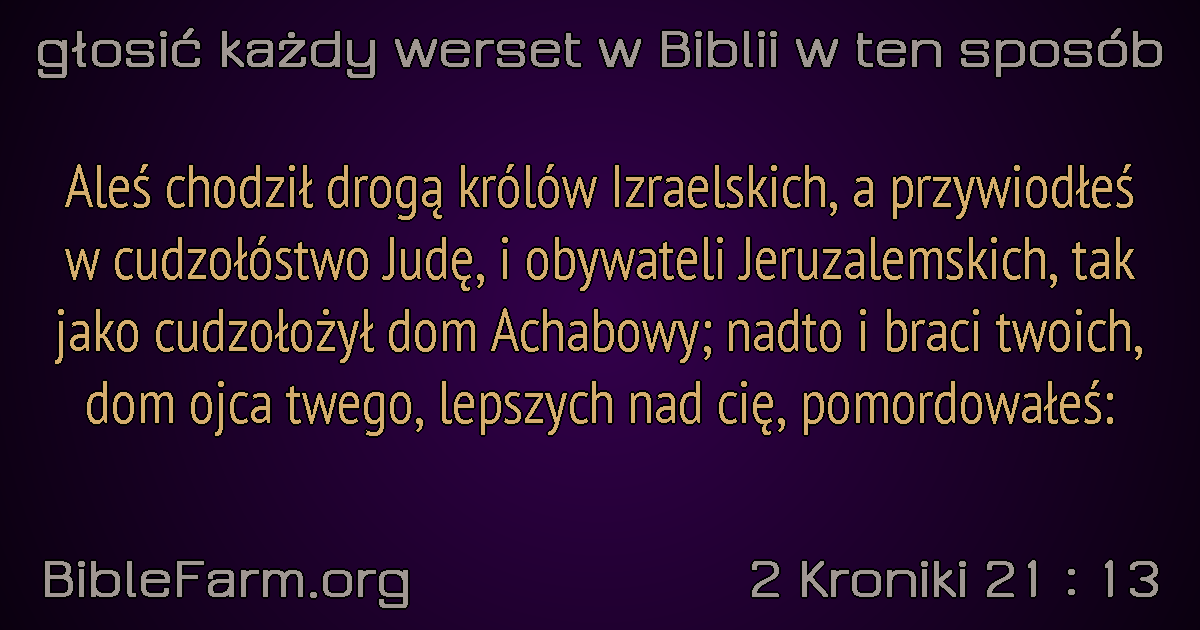 głosić każdy werset w Biblii w ten sposób
Aleś chodził drogą królów Izraelskich, a przywiodłeś
w cudzołóstwo Judę, i obywateli Jeruzalemskich, tak
jako cudzołożył dom Achabowy; nadto i braci twoich,
dom ojca twego, lepszych nad cię, pomordowałeś:
BibleFarm.org
2 Kroniki 21 : 13